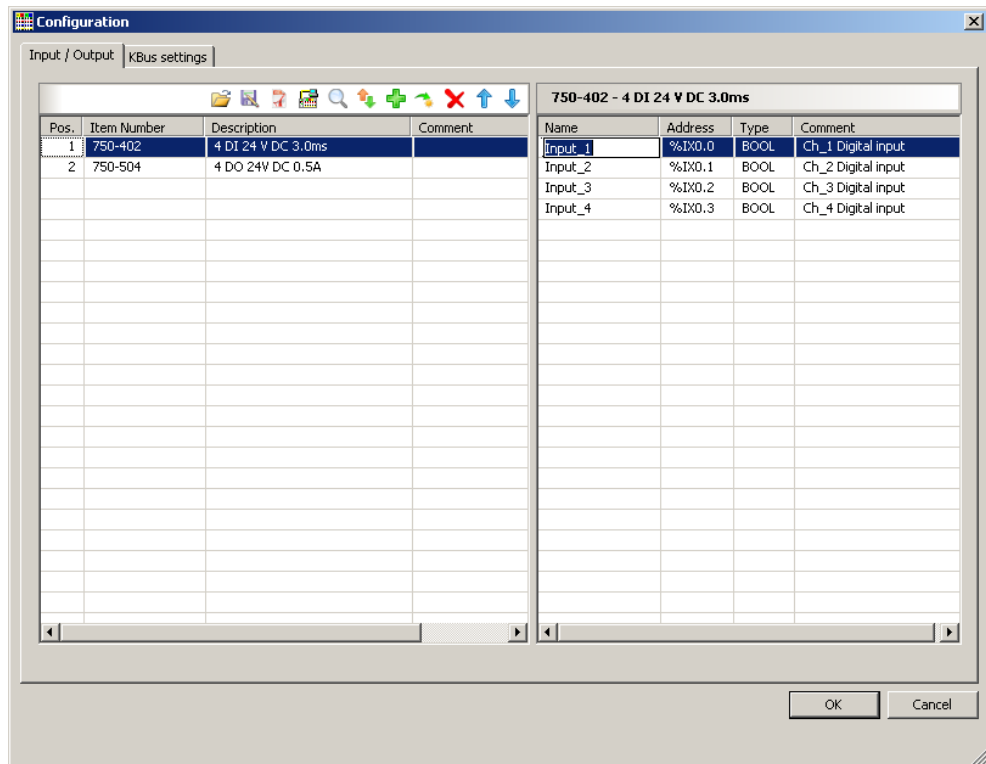 Configuration
Input / Output KBus settings
750-402 - 4 DI 24 V DC 3.0ms
Pos. Item Number Description Comment Name Address Type Comment
1 750-402 4 DI 24 V DC 3.0ms Input_1 %IX0.0 BOOL Ch_1 Digital input
2 750-504 4 DO 24V DC 0.5A Input_2 %IX0.1 BOOL Ch_2 Digital input
Input_3 %IX0.2 BOOL Ch_3 Digital input
Input_4 %IX0.3 BOOL Ch_4 Digital input
OK Cancel